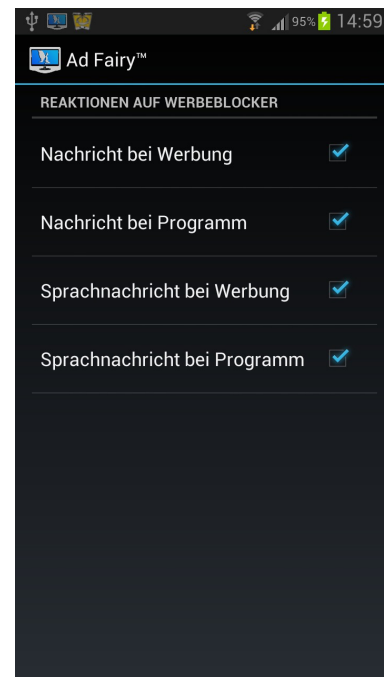 95% 14:59
Ad Fairy™
REAKTIONEN AUF WERBEBLOCKER
Nachricht bei Werbung
Nachricht bei Programm
Sprachnachricht bei Werbung
Sprachnachricht bei Programm